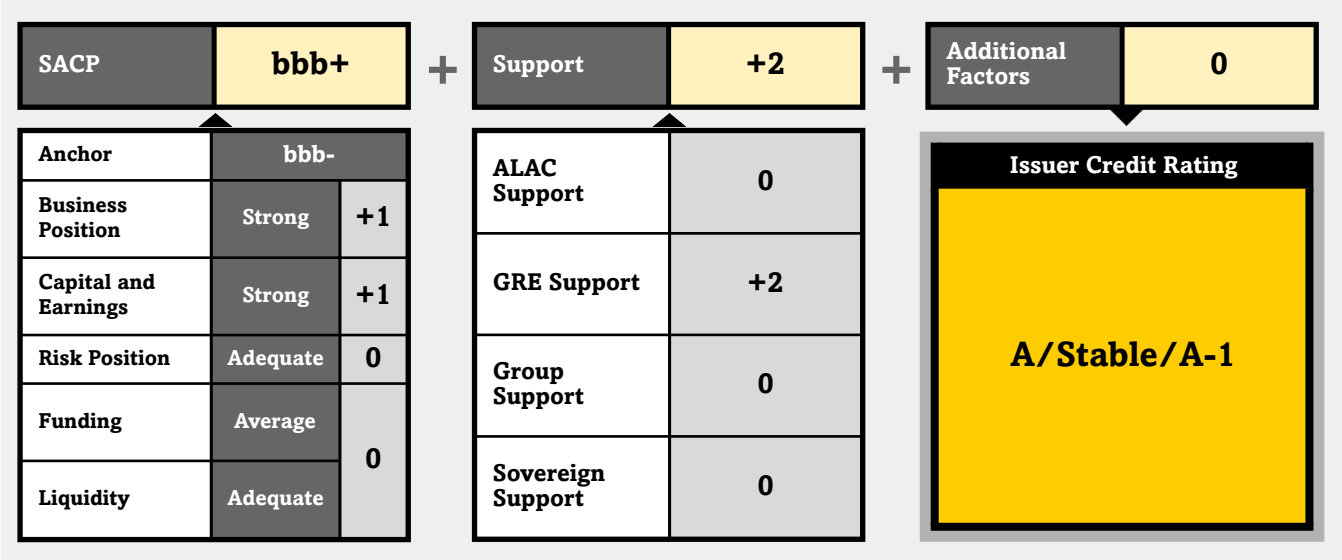 SACP
bbb+
+
Support
+2
+
Additional
Factors
0
Anchor
bbb-
Business
Position
Strong
+1
Capital and
Earnings
Strong
+1
Risk Position
Adequate
0
Funding
Average
0
Liquidity
Adequate
ALAC
Support
0
GRE Support
+2
Group
Support
0
Sovereign
Support
0
Issuer Credit Rating
A/Stable/A-1